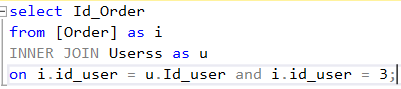 select Id_Order
from [Order] as i
INNER JOIN Userss as u
on i.id_user = u.Id_user and i.id_user = 3;